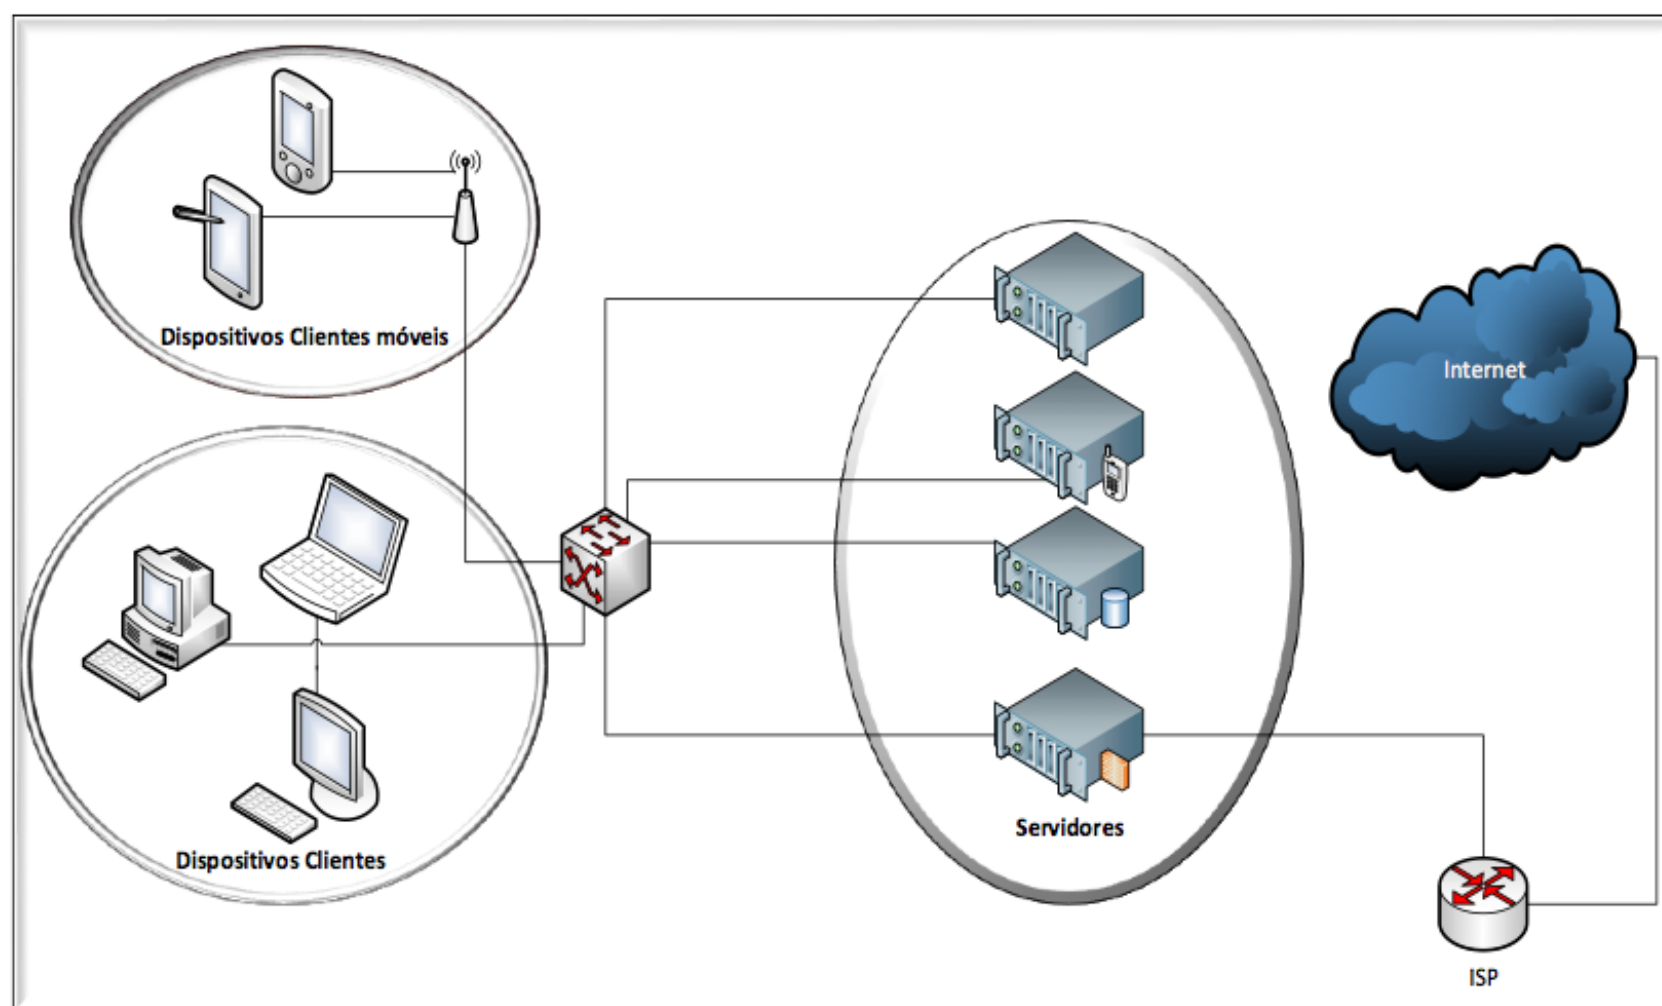 Dispositivos Clientes móveis
Internet
Servidores
Dispositivos Clientes
ISP